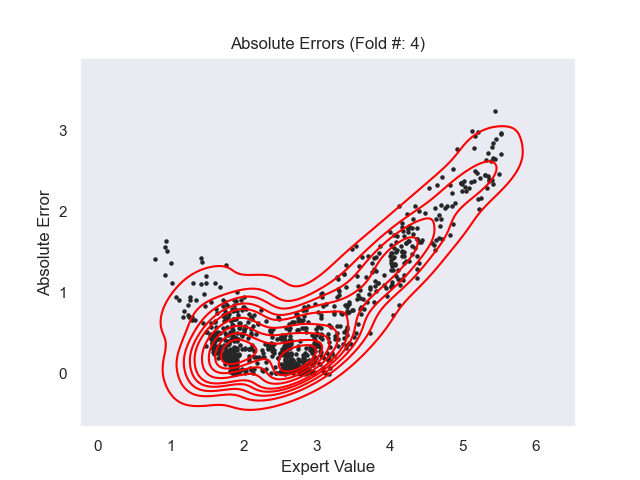 Absolute Errors (Fold #: 4)
3
2
1
0
Absolute Error
0 1 2 3 4 5 6
Expert Value